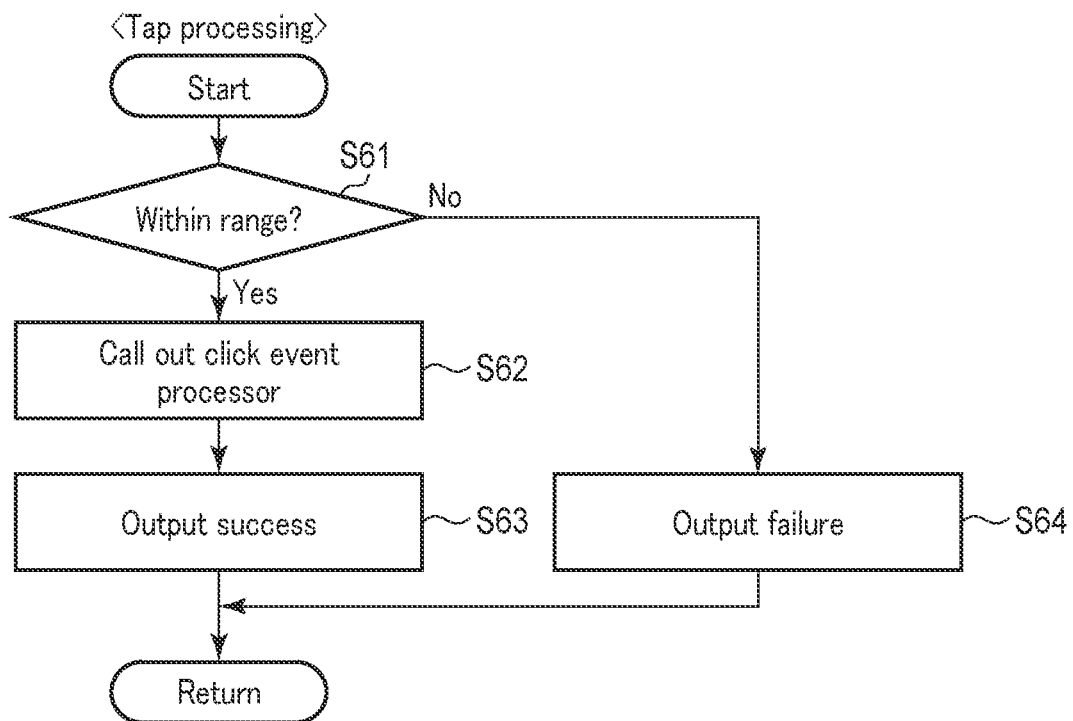 〈Tap processing〉
Start
S61
Within range?
No
Yes
Call out click event
processor
S62
Output success
S63
Output failure
S64
Return